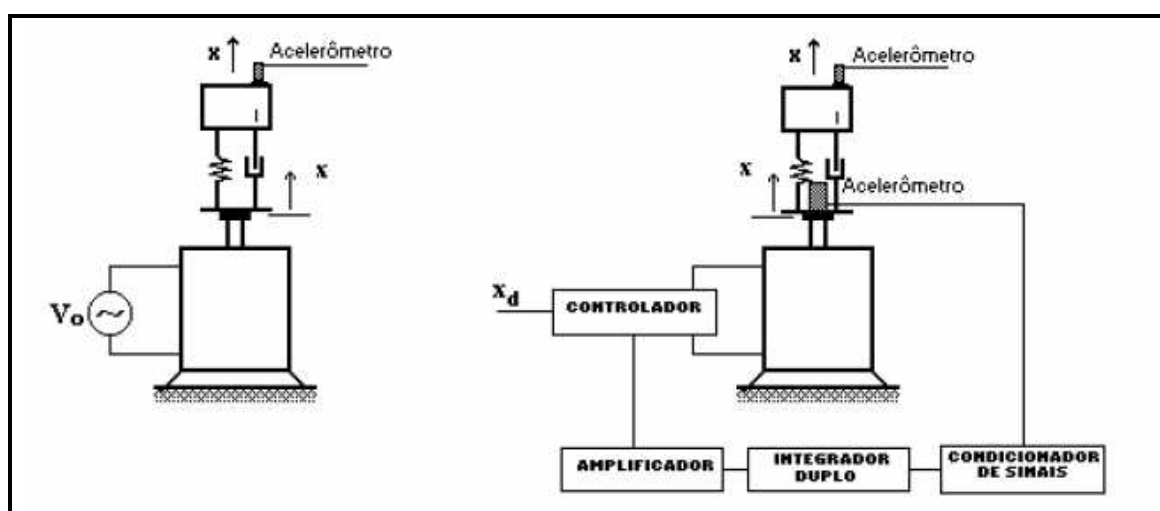 x
Acelerômetro
x
Vo
x
Acelerômetro
x
Acelerômetro
xd
CONTROLADOR
AMPLIFICADOR
INTEGRADOR
DUPLO
CONDICIONADOR
DE SINAIS